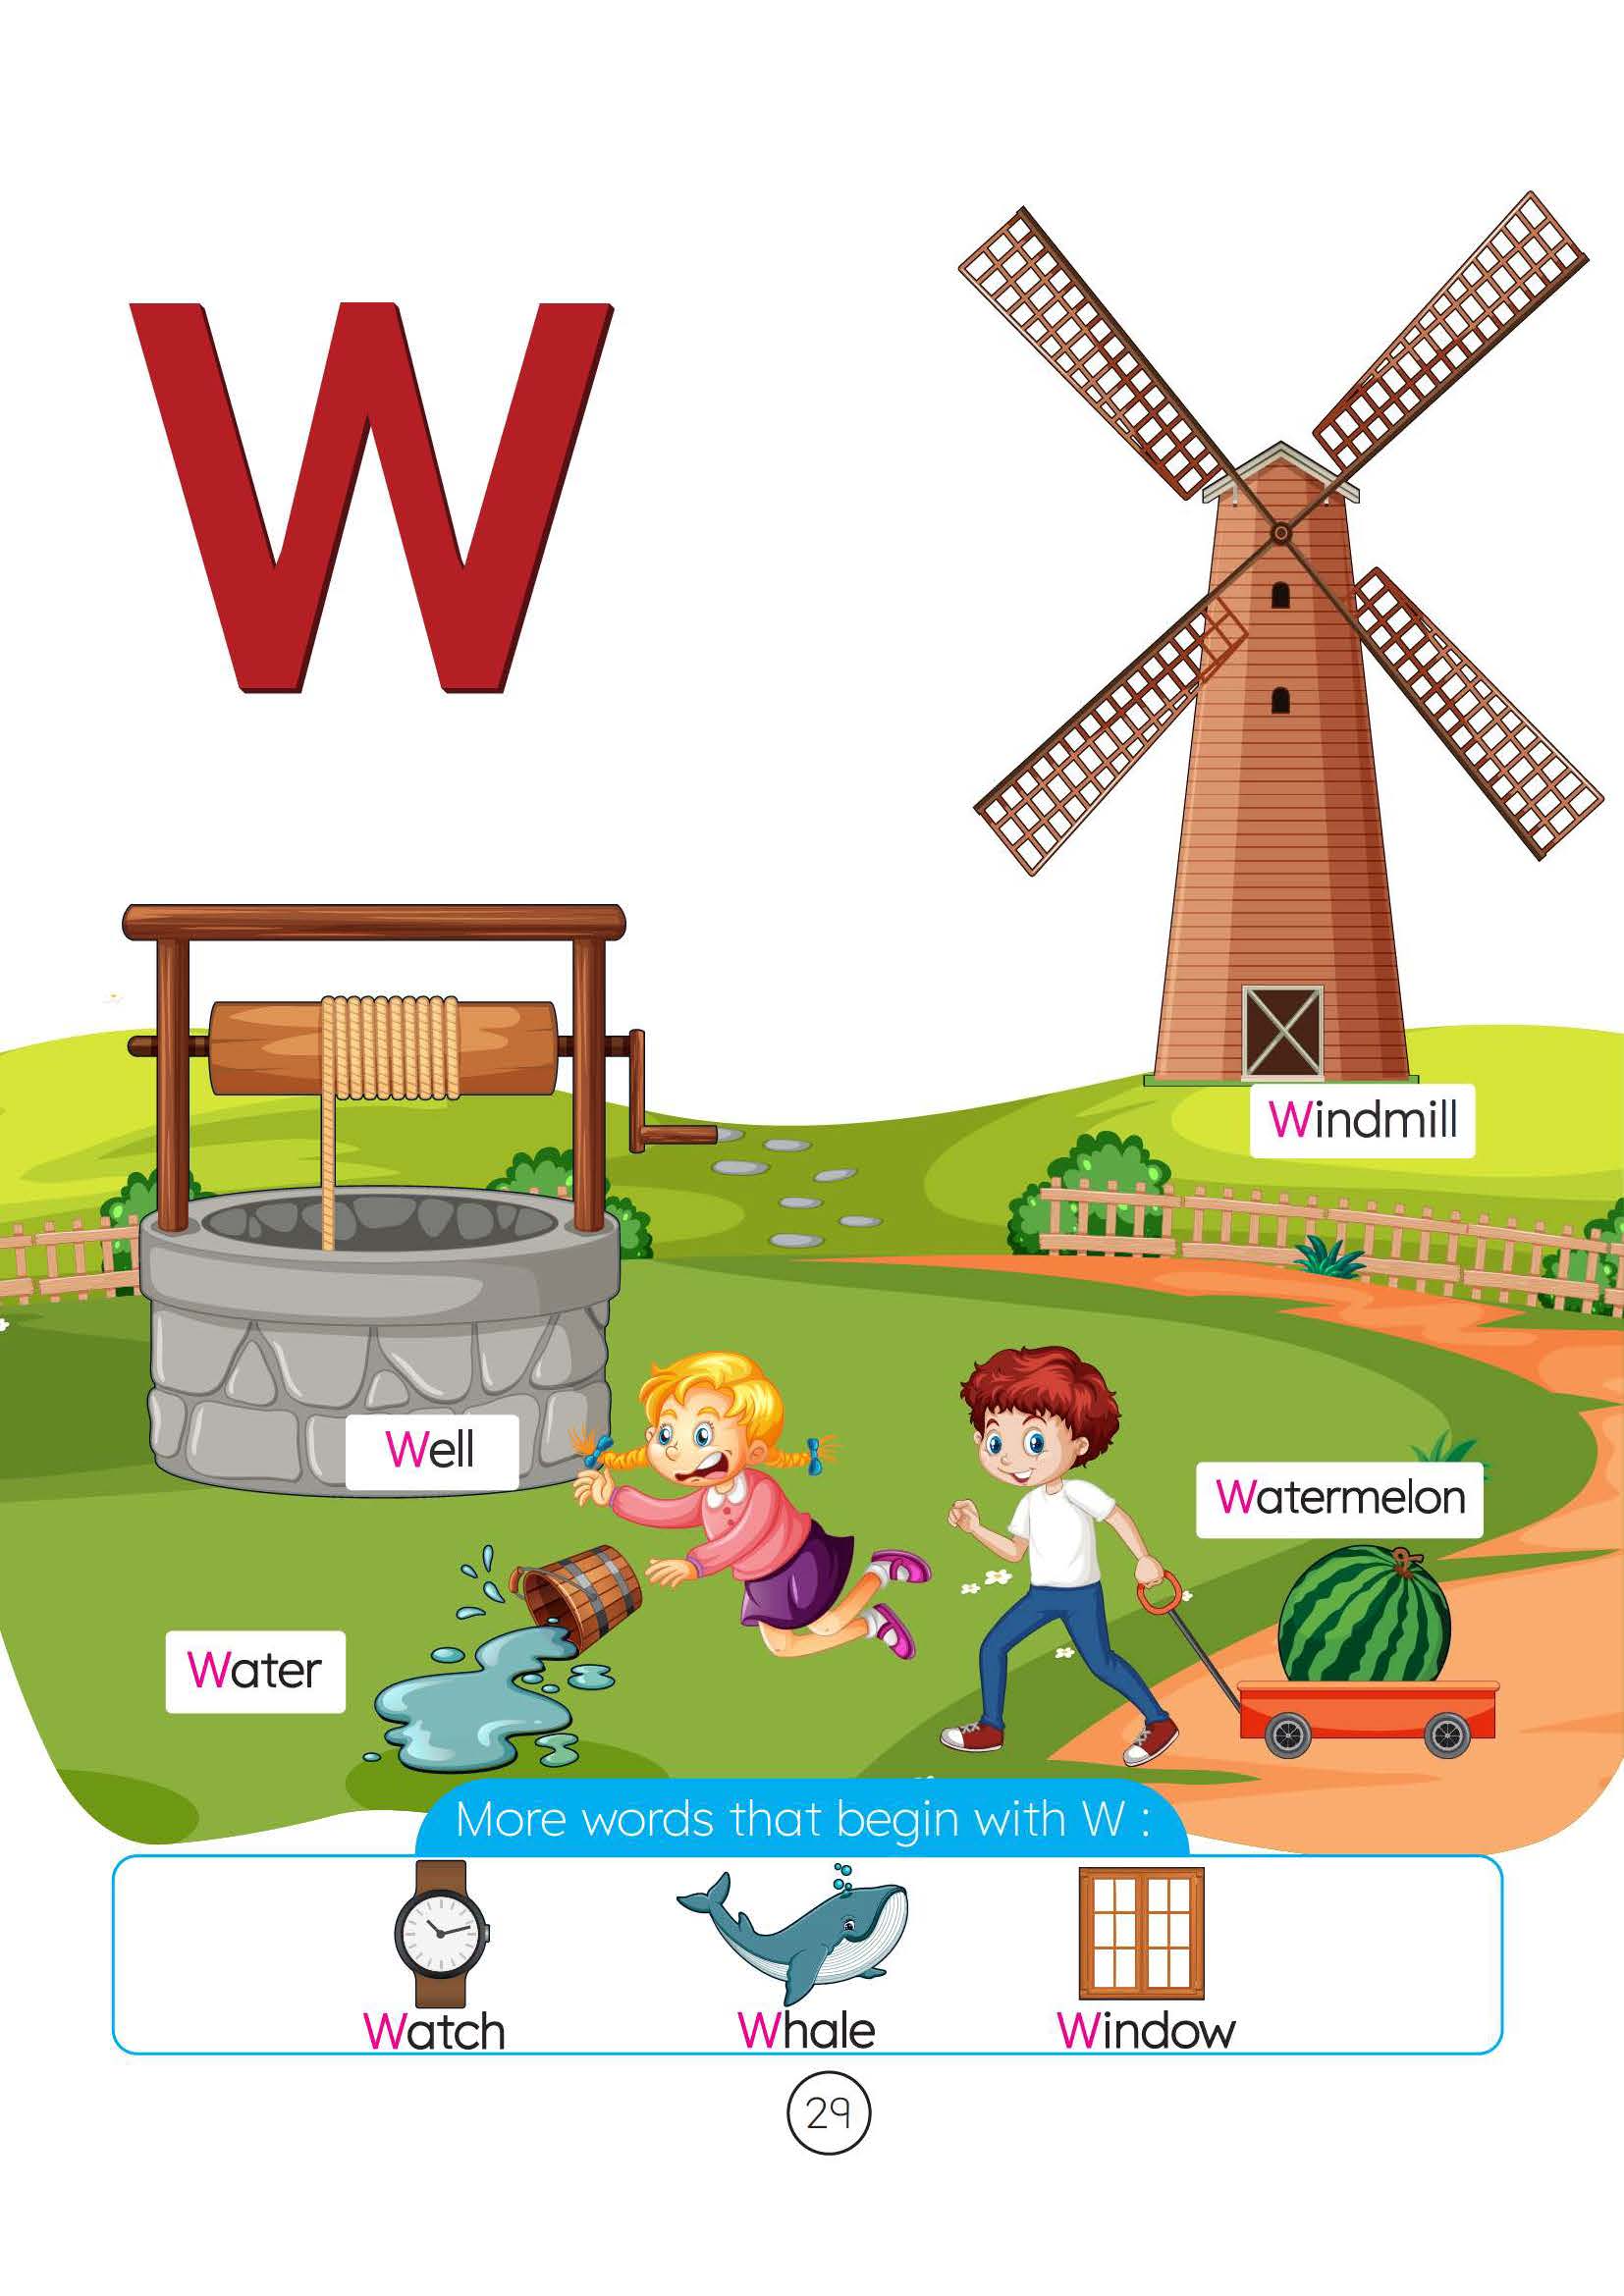 W
Windmill
Well
Watermelon
Water
More words that begin with W :
Watch
Whale
Window
29